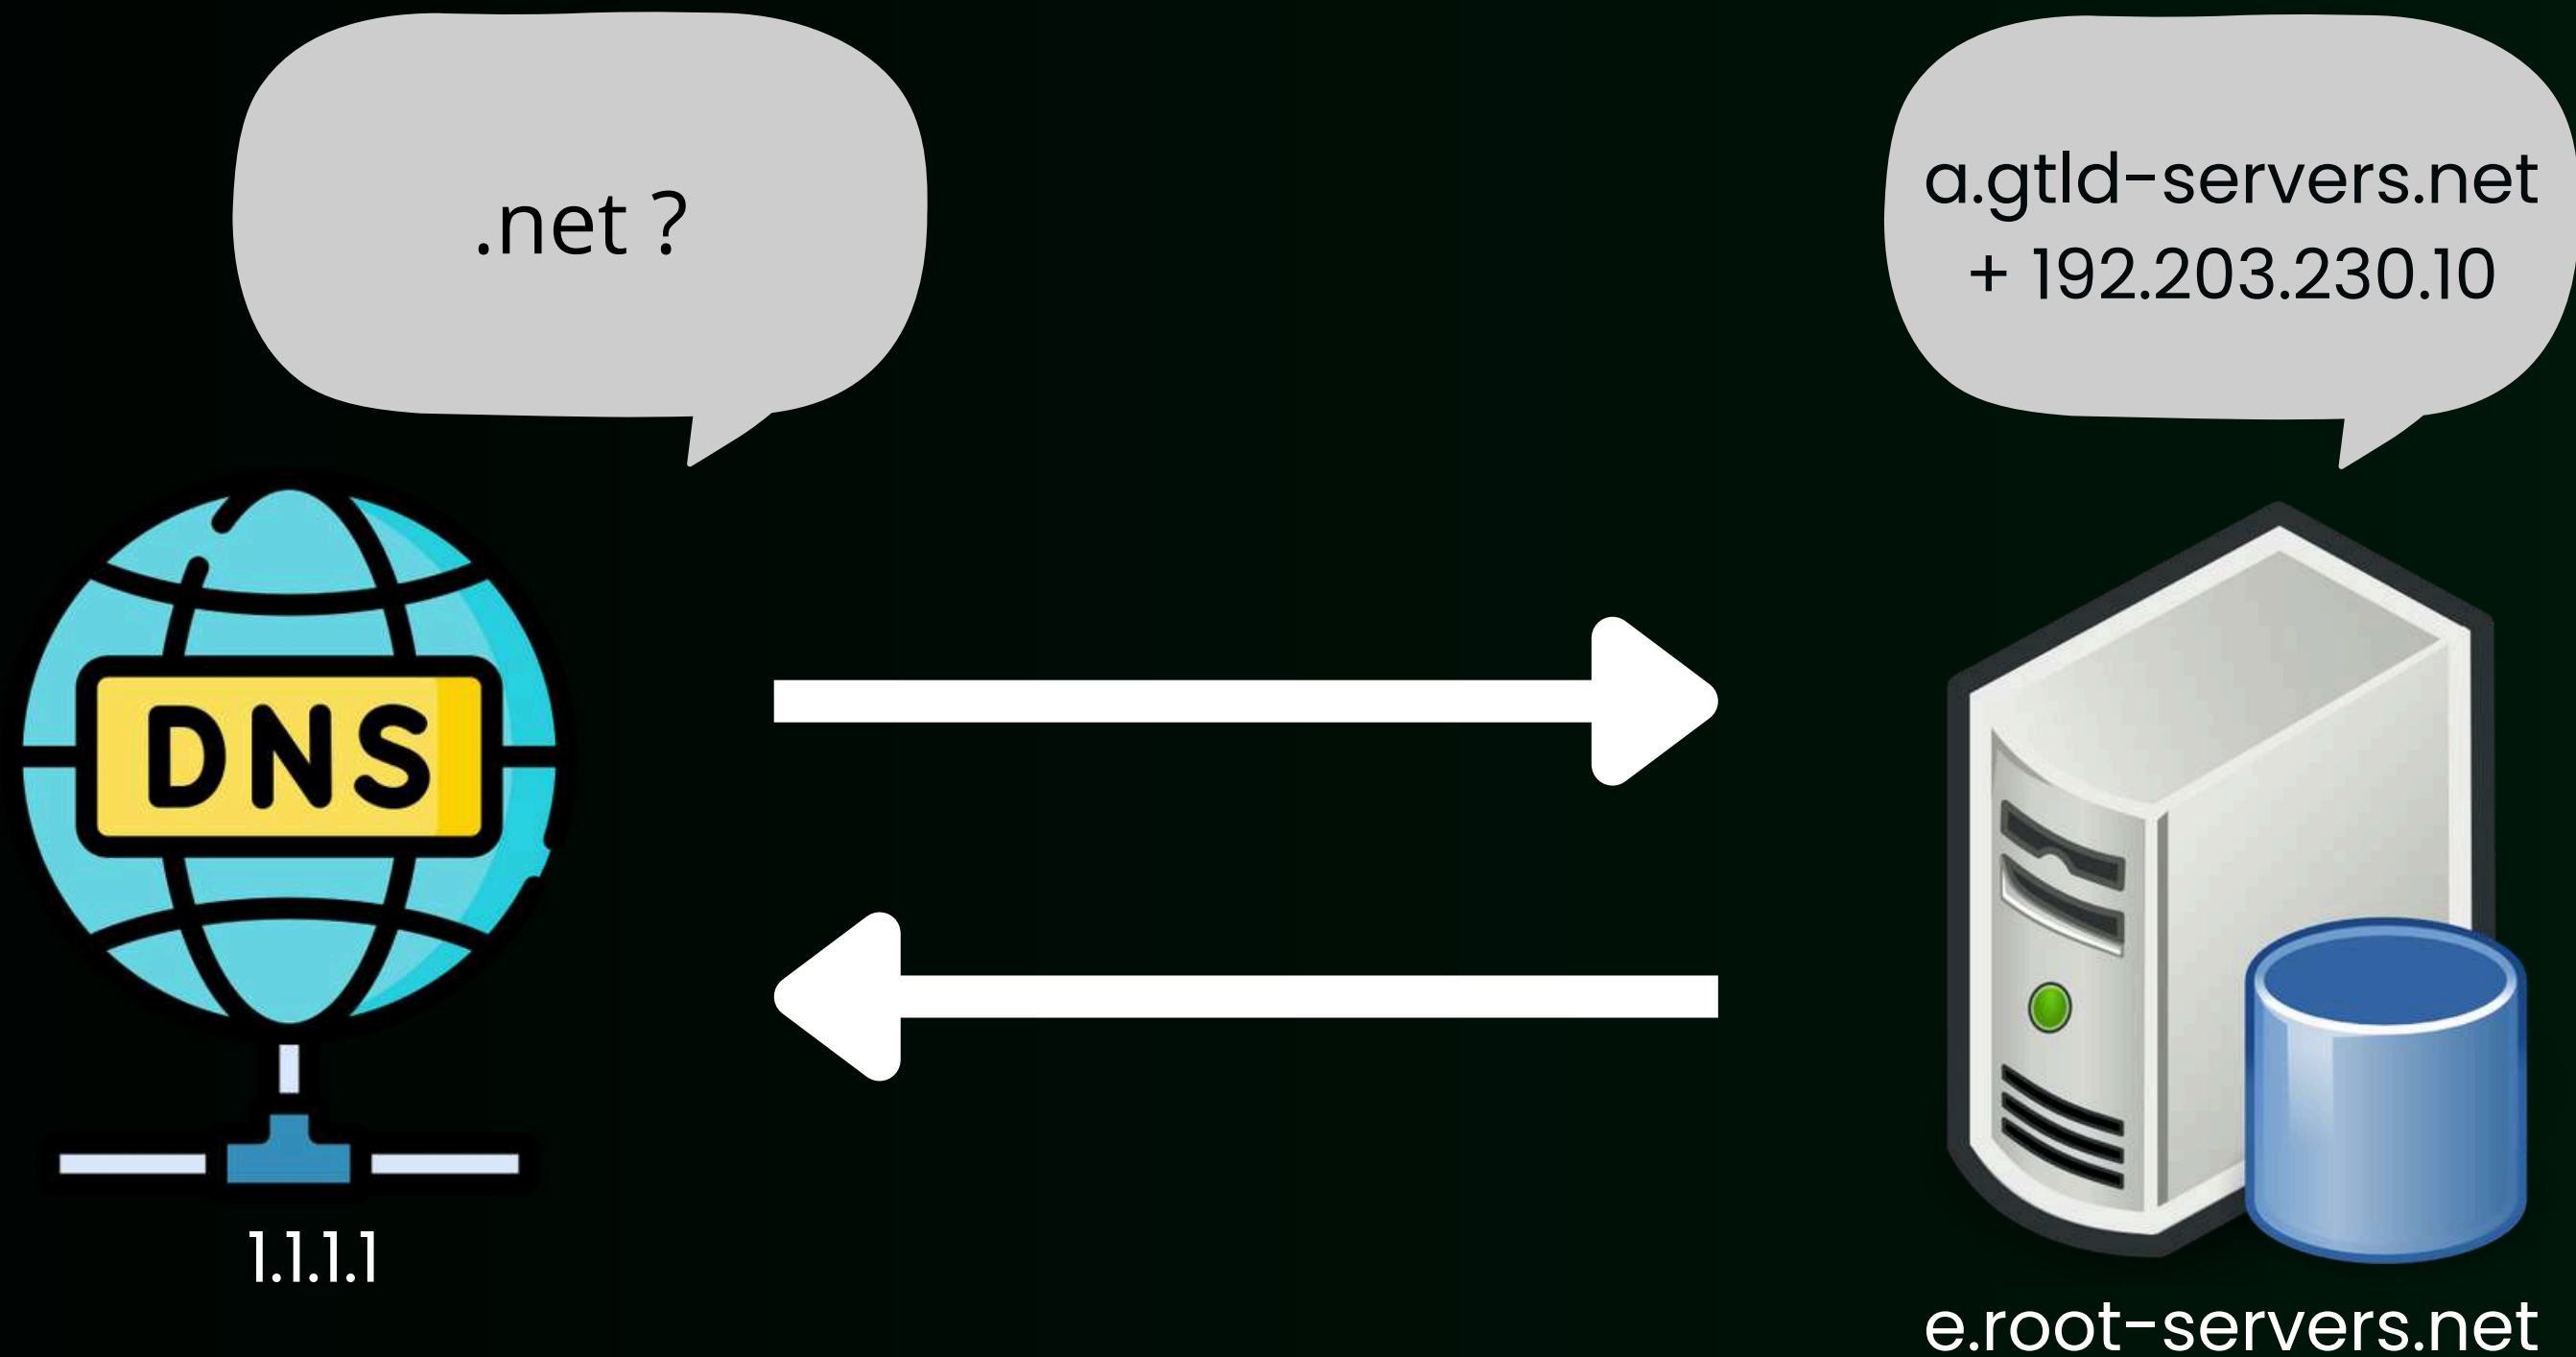 .net ?
a.gtld-servers.net
+ 192.203.230.10
DNS
1.1.1.1
e.root-servers.net